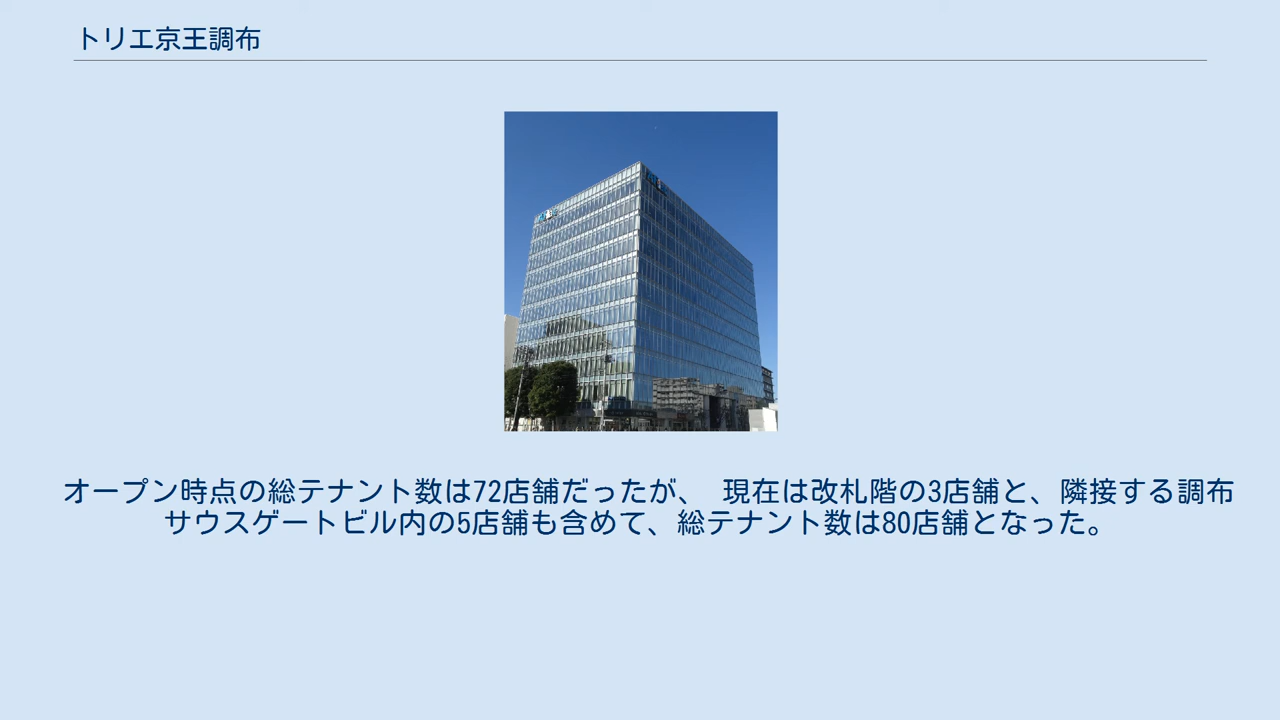 トリエ京王調布
オープン時点の総テナント数は72店舗だったが、 現在は改札階の3店舗と、隣接する調布
サウスゲートビル内の5店舗も含めて、総テナント数は80店舗となった。